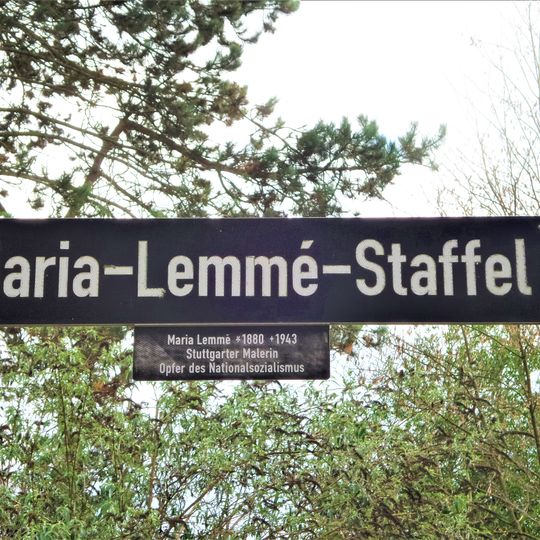 aria-Lemmé-Staffel
Maria Lemmé *1880 +1943
Stuttgarter Malerin
Opfer des Nationalsozialismus